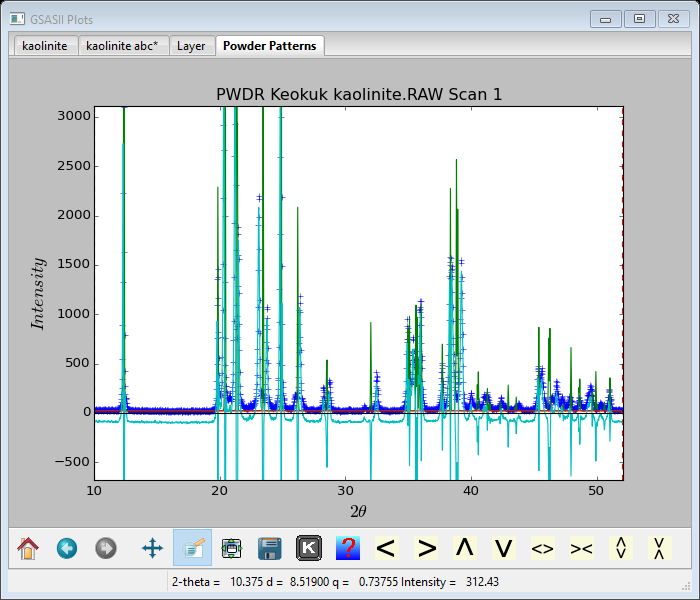 GSASII Plots
kaolinite
kaolinite abc*
Layer
Powder Patterns
PWDR Keokuk kaolinite.RAW Scan 1
3000
2500
2000
1500
1000
500
0
−500
Intensity
10 20 30 40 50
2θ
K ? < > Λ V <> ><
2-theta = 10.375 d = 8.51900 q = 0.73755 Intensity = 312.43